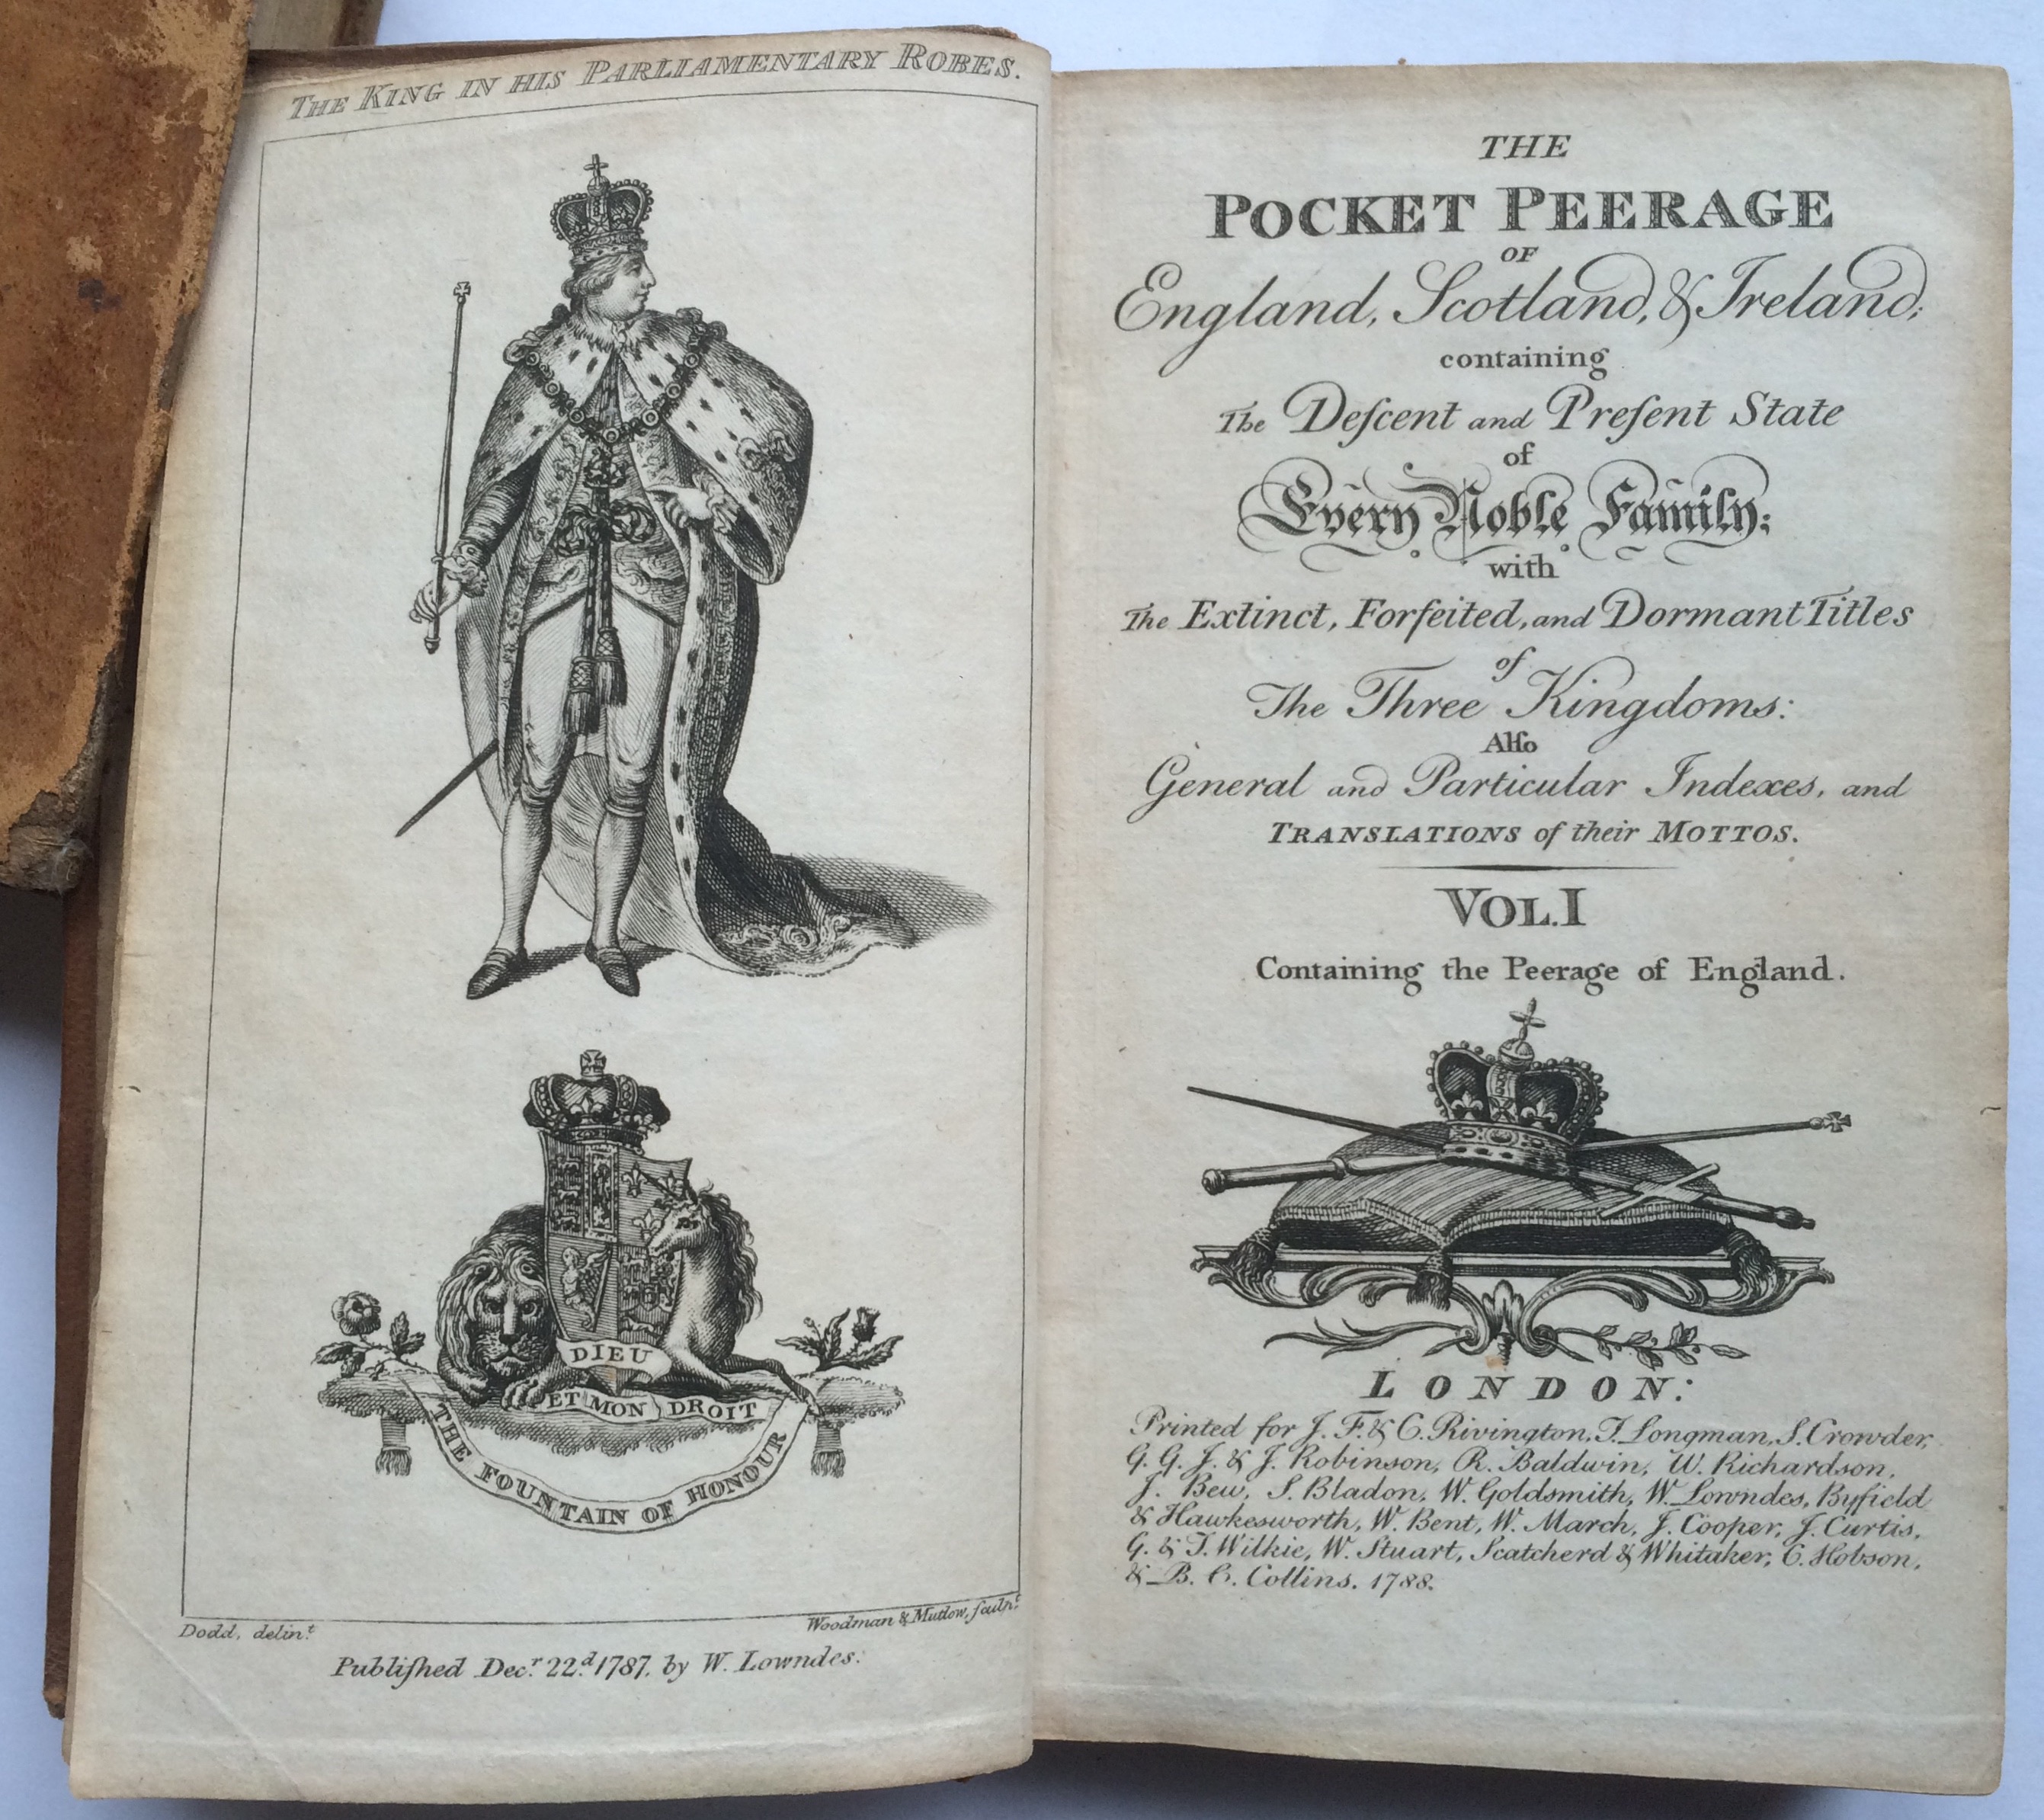 THE KING IN HIS PARLIAMENTARY ROBES.
DIEU
ET MON DROIT
THE FOUNTAIN OF HONOUR
Dodd, delin.t
Woodman & Mutlow, ſculp.t
Publiſhed Dec.r 22.d 1787. by W. Lowndes.
THE
POCKET PEERAGE
OF
England, Scotland, & Ireland;
containing
The Deſcent and Preſent State
of
Every Noble Family;
with
The Extinct, Forfeited, and Dormant Titles
of
The Three Kingdoms:
Alſo
General and Particular Indexes, and
TRANSLATIONS of their MOTTOS.
VOL. I
Containing the Peerage of England.
LONDON:
Printed for J. F. & C. Rivington, T. Longman, S. Crowder,
G. G. J. & J. Robinson, R. Baldwin, W. Richardson,
J. Bew, S. Bladon, W. Goldsmith, W. Lowndes, Byfield
& Hawkesworth, W. Bent, W. March, J. Cooper, J. Curtis,
G. & T. Wilkie, W. Stuart, Scatcherd & Whitaker, C. Hobson,
& B. C. Collins. 1788.